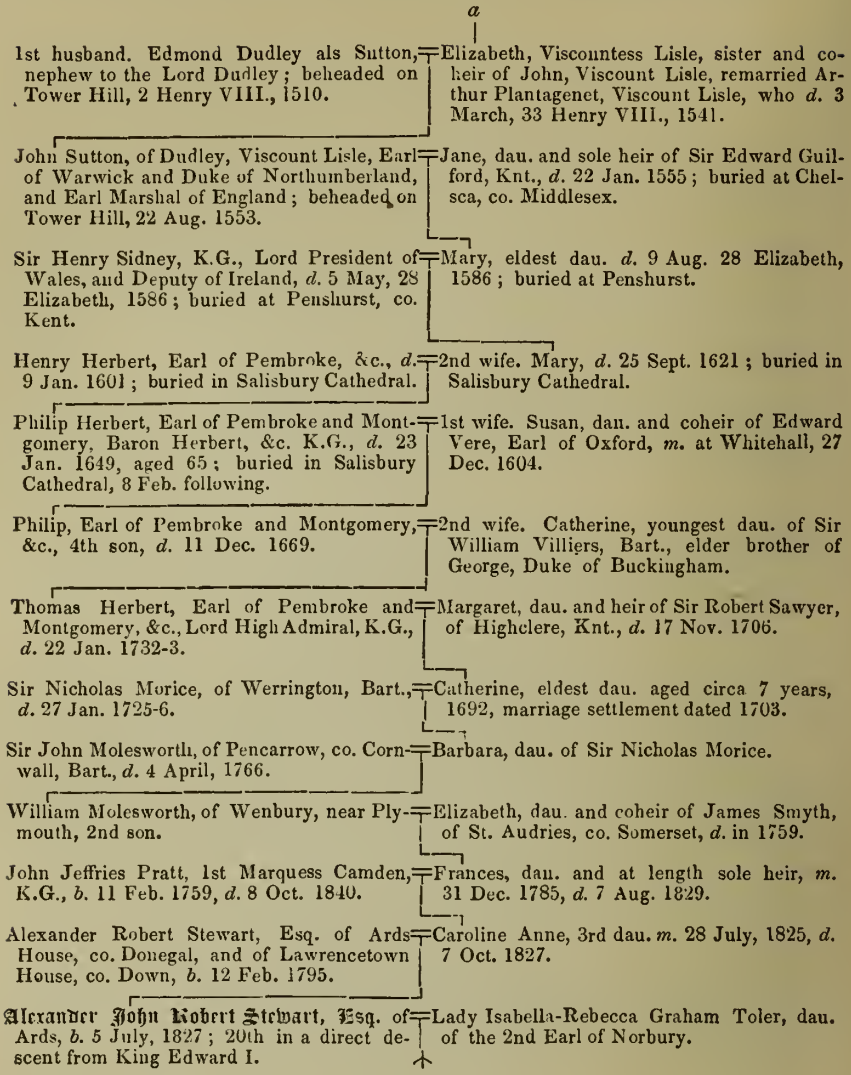 a
1st husband. Edmond Dudley als Sutton,
nephew to the Lord Dudley; beheaded on
Tower Hill, 2 Henry VIII., 1510.
Elizabeth, Viscountess Lisle, sister and co-
heir of John, Viscount Lisle, remarried Ar-
thur Plantagenet, Viscount Lisle, who d. 3
March, 33 Henry VIII., 1541.
John Sutton, of Dudley, Viscount Lisle, Earl
of Warwick and Duke of Northumberland,
and Earl Marshal of England; beheaded on
Tower Hill, 22 Aug. 1553.
Jane, dau. and sole heir of Sir Edward Guil-
ford, Knt., d. 22 Jan. 1555; buried at Chel-
sca, co. Middlesex.
Sir Henry Sidney, K.G., Lord President of
Wales, and Deputy of Ireland, d. 5 May, 28
Elizabeth, 1586; buried at Penshurst, co.
Kent.
Mary, eldest dau. d. 9 Aug. 28 Elizabeth,
1586; buried at Penshurst.
Henry Herbert, Earl of Pembroke, &c., d.
9 Jan. 1601; buried in Salisbury Cathedral.
2nd wife. Mary, d. 25 Sept. 1621; buried in
Salisbury Cathedral.
Philip Herbert, Earl of Pembroke and Mont-
gomery, Baron Herbert, &c. K.G., d. 23
Jan. 1649, aged 65; buried in Salisbury
Cathedral, 8 Feb. following.
1st wife. Susan, dau. and coheir of Edward
Vere, Earl of Oxford, m. at Whitehall, 27
Dec. 1604.
Philip, Earl of Pembroke and Montgomery,
&c., 4th son, d. 11 Dec. 1669.
2nd wife. Catherine, youngest dau. of Sir
William Villiers, Bart., elder brother of
George, Duke of Buckingham.
Thomas Herbert, Earl of Pembroke and
Montgomery, &c., Lord High Admiral, K.G.,
d. 22 Jan. 1732-3.
Margaret, dau. and heir of Sir Robert Sawyer,
of Highclere, Knt., d. 17 Nov. 1706.
Sir Nicholas Morice, of Werrington, Bart.,
d. 27 Jan. 1725-6.
Catherine, eldest dau. aged circa 7 years,
1692, marriage settlement dated 1703.
Sir John Molesworth, of Pencarrow, co. Corn-
wall, Bart., d. 4 April, 1766.
Barbara, dau. of Sir Nicholas Morice.
William Molesworth, of Wenbury, near Ply-
mouth, 2nd son.
Elizabeth, dau. and coheir of James Smyth,
of St. Audries, co. Somerset, d. in 1759.
John Jeffries Pratt, 1st Marquess Camden,
K.G., b. 11 Feb. 1759, d. 8 Oct. 1840.
Frances, dau. and at length sole heir, m.
31 Dec. 1785, d. 7 Aug. 1829.
Alexander Robert Stewart, Esq. of Ards
House, co. Donegal, and of Lawrencetown
House, co. Down, b. 12 Feb. 1795.
Caroline Anne, 3rd dau. m. 28 July, 1825, d.
7 Oct. 1827.
Alexander John Robert Stewart, Esq. of
Ards, b. 5 July, 1827; 20th in a direct de-
scent from King Edward I.
Lady Isabella-Rebecca Graham Toler, dau.
of the 2nd Earl of Norbury.